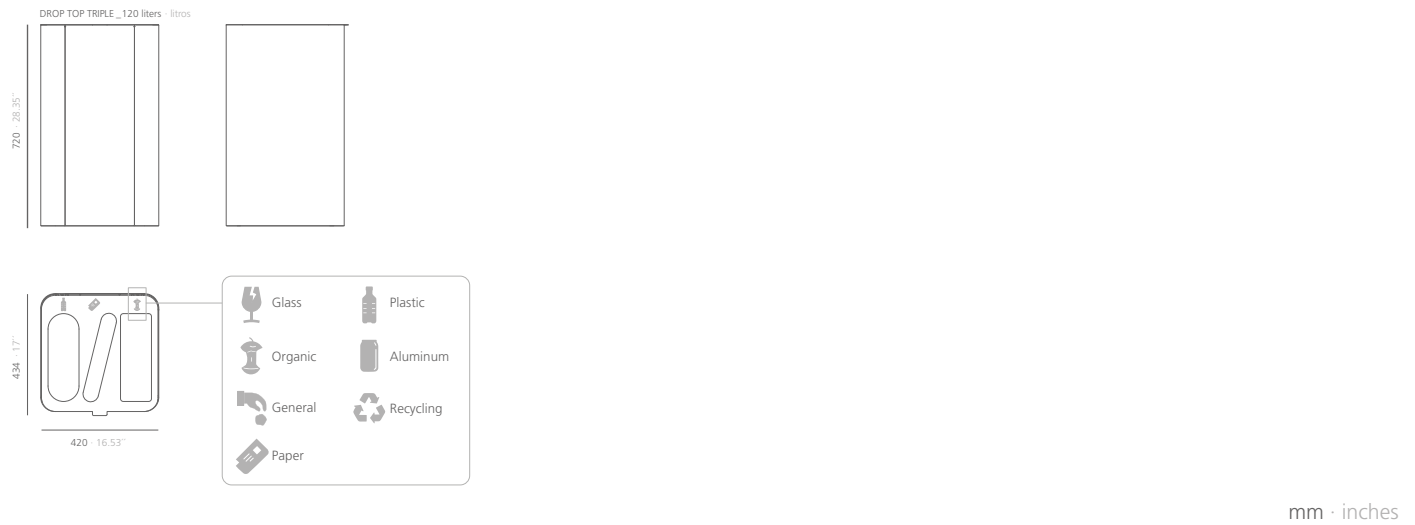 DROP TOP TRIPLE _120 liters · litros
720 · 28.35¨
434 · 17¨
420 · 16.53¨
Glass
Plastic
Organic
Aluminum
General
Recycling
Paper
mm · inches